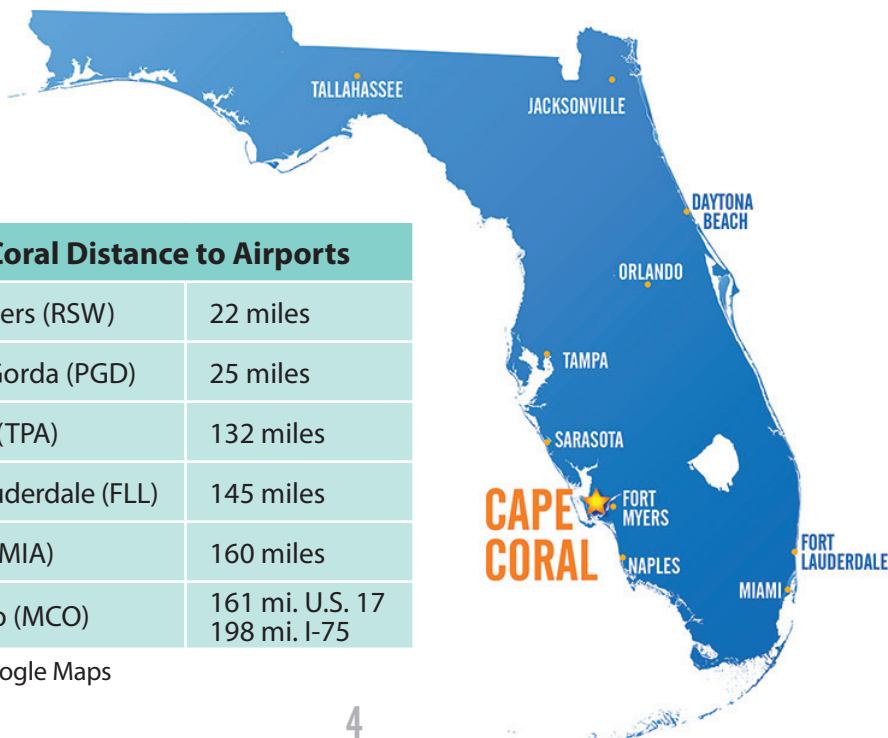 TALLAHASSEE
JACKSONVILLE
DAYTONA
BEACH
ORLANDO
TAMPA
SARASOTA
CAPE
CORAL
FORT
MYERS
NAPLES
FORT
LAUDERDALE
MIAMI
Coral Distance to Airports
ers (RSW) 22 miles
Gorda (PGD) 25 miles
(TPA) 132 miles
uderdale (FLL) 145 miles
MIA) 160 miles
o (MCO) 161 mi. U.S. 17
198 mi. I-75
ogle Maps
4